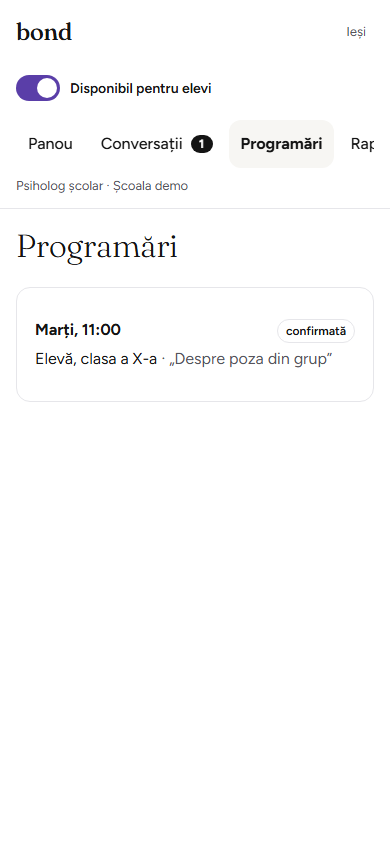 bond
Ieși
Disponibil pentru elevi
Panou Conversații 1 Programări Rap
Psiholog școlar · Școala demo
Programări
Marți, 11:00 confirmată
Elevă, clasa a X-a · „Despre poza din grup”